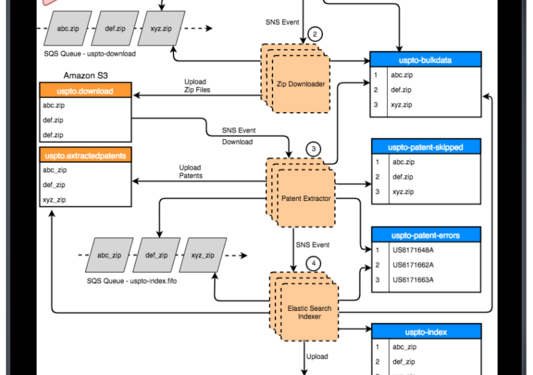 SNS Event
2
abc.zip
def.zip
xyz.zip
SQS Queue - uspto-download
Zip Downloader
uspto-bulkdata
1 abc.zip
2 def.zip
3 xyz.zip
Amazon S3
uspto.download
abc.zip
def.zip
def.zip
Upload
Zip Files
SNS Event
Download
3
uspto.extractedpatents
abc_zip
def_zip
xyz_zip
Upload
Patents
Patent Extractor
uspto-patent-skipped
1 abc.zip
2 def.zip
3 xyz.zip
abc_zip
def_zip
xyz_zip
SQS Queue - uspto-index.fifo
SNS Event
4
uspto-patent-errors
1 US6171648A
2 US6171662A
3 US6171663A
Elastic Search
Indexer
Upload
uspto-index
1 abc_zip
2 def_zip